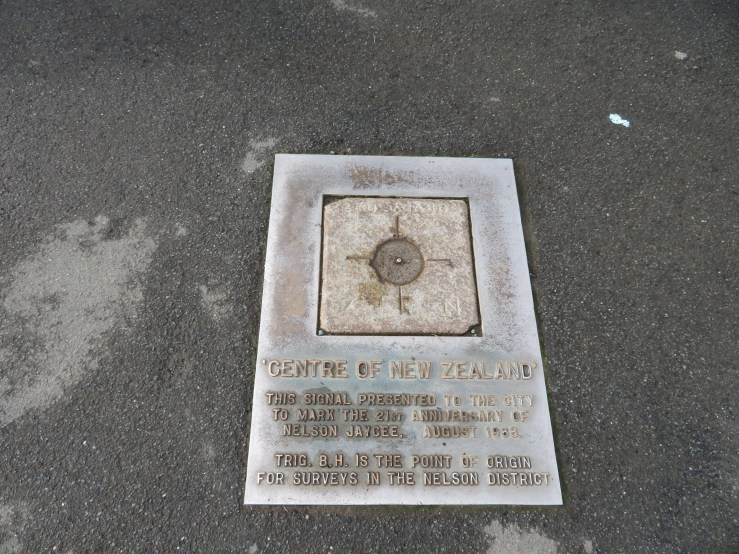 'CENTRE OF NEW ZEALAND'
THIS SIGNAL PRESENTED TO THE CITY
TO MARK THE 21ST ANNIVERSARY OF
NELSON JAYCEE, AUGUST
TRIG. B.H. IS THE POINT OF ORIGIN
FOR SURVEYS IN THE NELSON DISTRICT